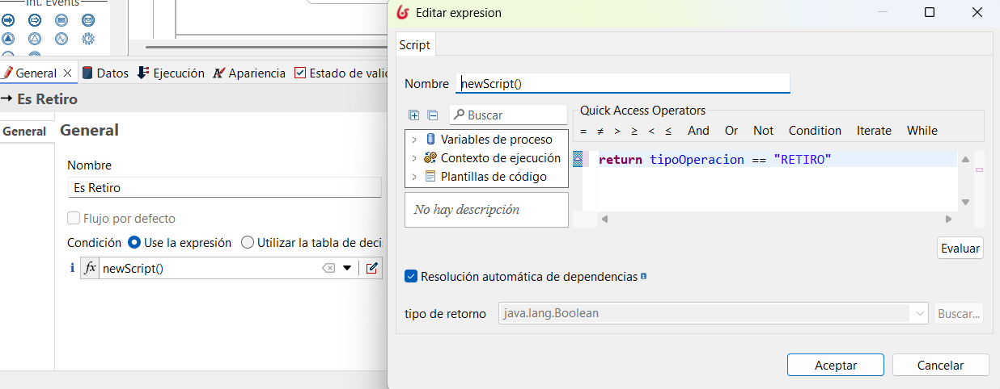 Int. Events
General
Datos
Ejecución
Apariencia
Estado de
Es Retiro
General
General
Nombre
Es Retiro
Flujo por defecto
Condición
Use la expresión
Utilizar la tabla de
fx
newScript()
Editar expresion
Script
Nombre
newScript()
Buscar
Variables de proceso
Contexto de ejecución
Plantillas de código
No hay descripción
Quick Access Operators
= ≠ > ≥ < ≤ And Or Not Condition Iterate While
return tipoOperacion == "RETIRO"
Evaluar
Resolución automática de dependencias
tipo de retorno
java.lang.Boolean
Buscar...
Aceptar
Cancelar